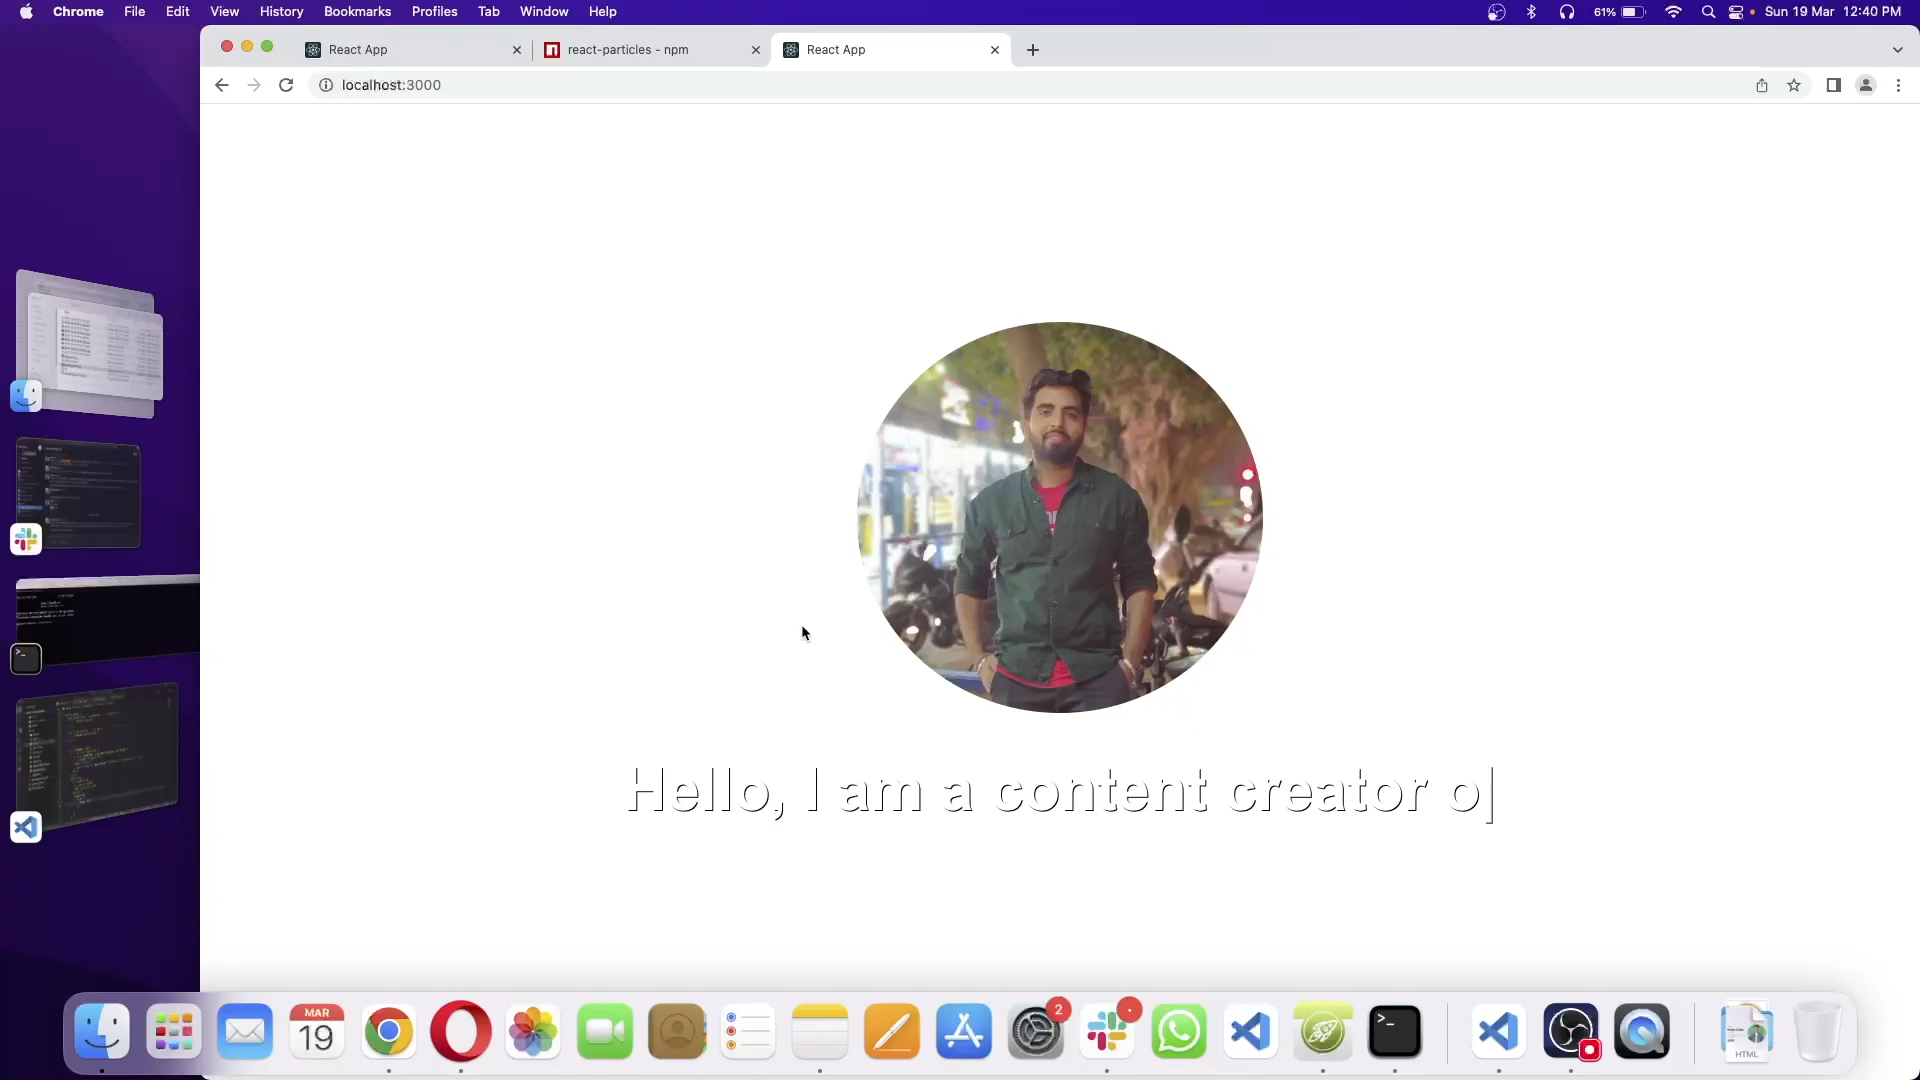 Chrome File Edit View History Bookmarks Profiles Tab Window Help
61% Sun 19 Mar 12:40 PM
React App
react-particles - npm
React App
localhost:3000
Hello, I am a content creator o|
MAR
19
2
HTML